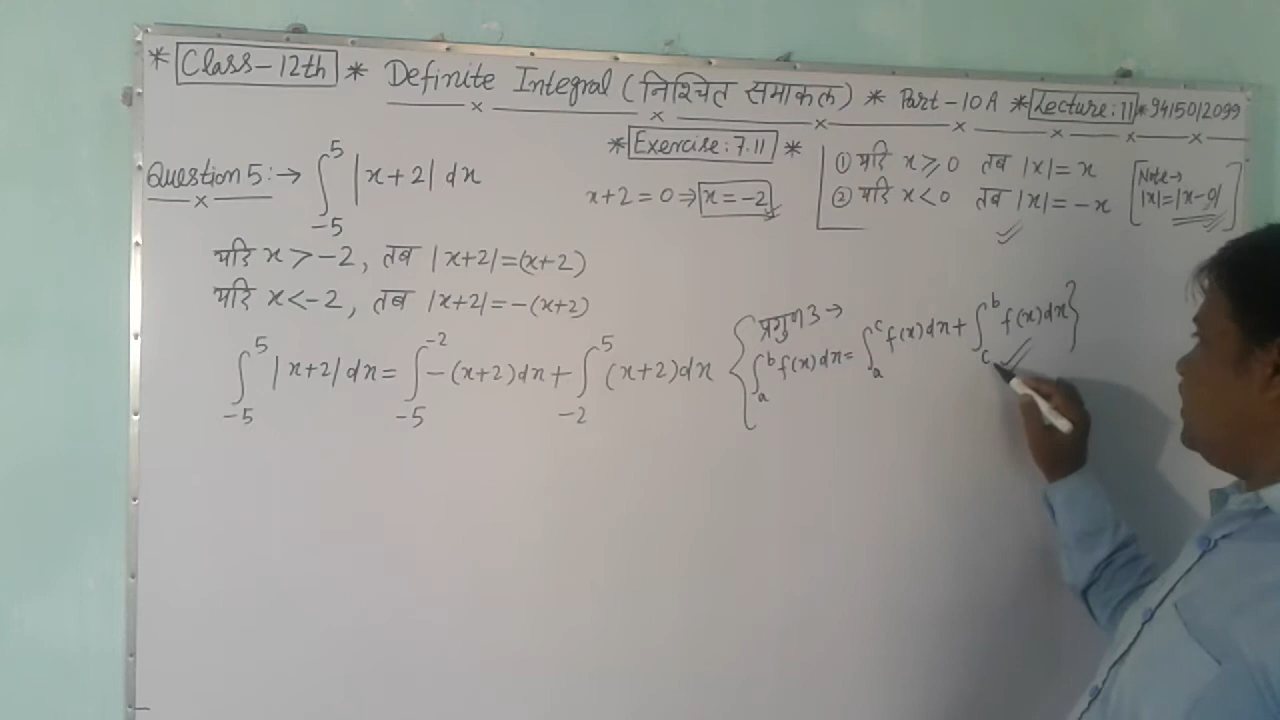 * Class-12th * Definite Integral (निश्चित समाकल) * Part-10A * Lecture:11 * 9415012099
* Exercise: 7.11 *
Question 5: → ∫₋₅⁵ |x+2| dx
x+2=0 ⇒ x=-2
① यदि x ≥ 0 तब |x| = x
② यदि x < 0 तब |x| = -x
Note →
|x|=|x-0|
यदि x > -2, तब |x+2|=(x+2)
यदि x < -2, तब |x+2|=-(x+2)
∫₋₅⁵ |x+2| dx = ∫₋₅⁻² -(x+2) dx + ∫₋₂⁵ (x+2) dx
{ प्रगुण 3 →
∫ₐᵇ f(x) dx = ∫ₐᶜ f(x) dx + ∫꜀ᵇ f(x) dx }